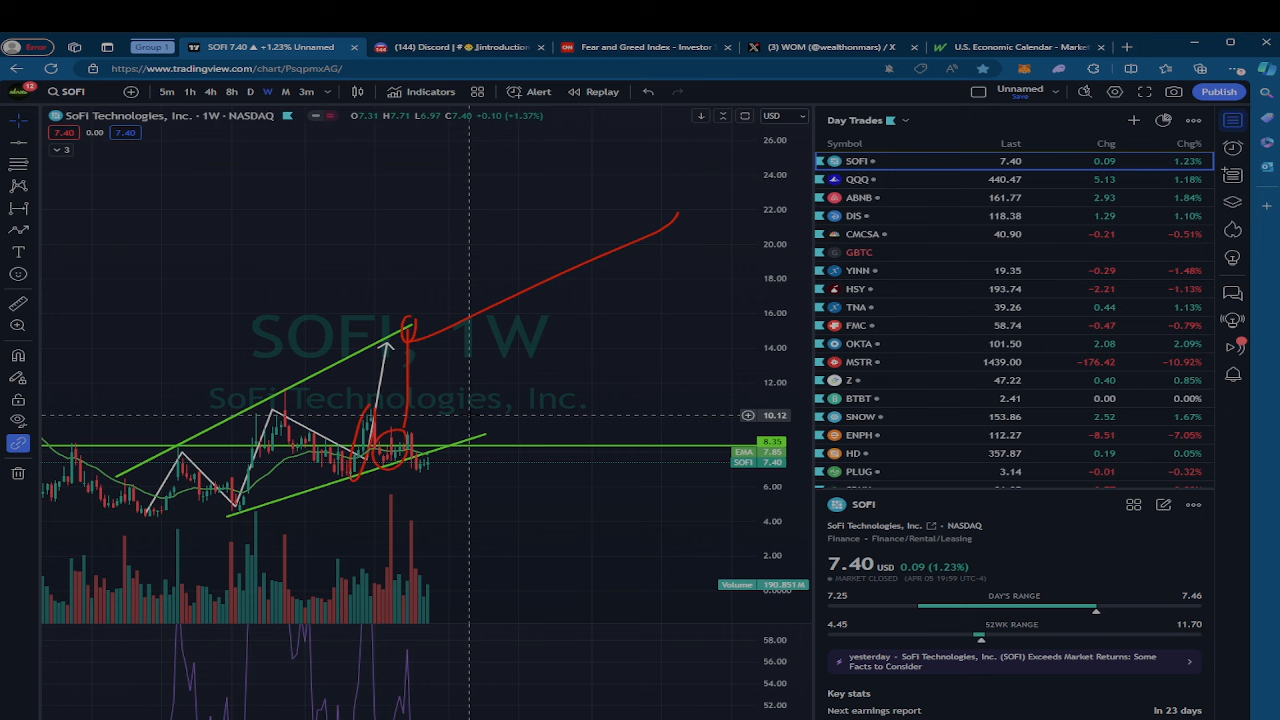 Error
Group 1
SOFI 7.40 ▲ +1.23% Unnamed
(144) Discord | # 🙂 | introduction
Fear and Greed Index - Investor
(3) WOM (@wealthonmars) / X
U.S. Economic Calendar - Market
https://www.tradingview.com/chart/PsqpmxAG/
12
SOFI
5m 1h 4h 8h D W M 3m
Indicators
Alert
Replay
Unnamed
Save
Publish
SoFi Technologies, Inc. · 1W · NASDAQ
O7.31 H7.71 L6.97 C7.40 +0.10 (+1.37%)
USD
7.40 0.00 7.40
3
26.00
24.00
22.00
20.00
18.00
16.00
14.00
12.00
10.12
8.35
EMA 7.85
SOFI 7.40
6.00
4.00
2.00
Volume 190.851M
0.0000
58.00
56.00
54.00
52.00
SOFI, 1W
SoFi Technologies, Inc.
Day Trades
Symbol Last Chg Chg%
SOFI 7.40 0.09 1.23%
QQQ 440.47 5.13 1.18%
ABNB 161.77 2.93 1.84%
DIS 118.38 1.29 1.10%
CMCSA 40.90 -0.21 -0.51%
GBTC
YINN 19.35 -0.29 -1.48%
HSY 193.74 -2.21 -1.13%
TNA 39.26 0.44 1.13%
FMC 58.74 -0.47 -0.79%
OKTA 101.50 2.08 2.09%
MSTR 1439.00 -176.42 -10.92%
Z 47.22 0.40 0.85%
BTBT 2.41 0.00 0.00%
SNOW 153.86 2.52 1.67%
ENPH 112.27 -8.51 -7.05%
HD 357.87 0.19 0.05%
PLUG 3.14 -0.01 -0.32%
SOFI
SoFi Technologies, Inc. · NASDAQ
Finance · Finance/Rental/Leasing
7.40 USD 0.09 (1.23%)
MARKET CLOSED (APR 05 19:59 UTC-4)
7.25 DAY'S RANGE 7.46
4.45 52WK RANGE 11.70
yesterday · SoFi Technologies, Inc. (SOFI) Exceeds Market Returns: Some
Facts to Consider
Key stats
Next earnings report In 23 days